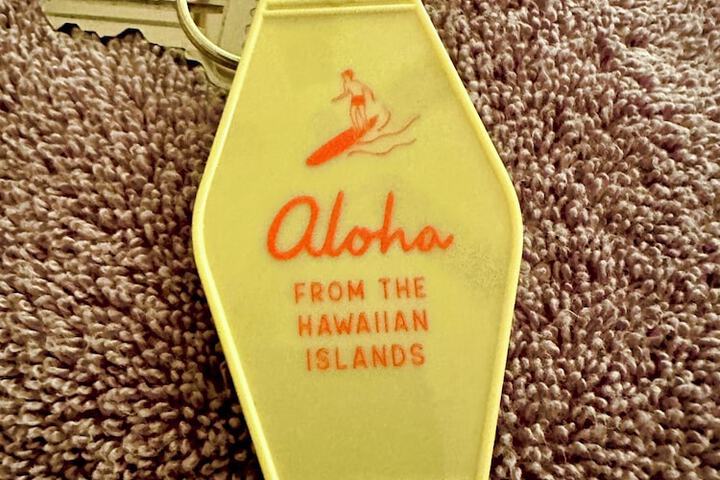 Aloha
FROM THE
HAWAIIAN
ISLANDS